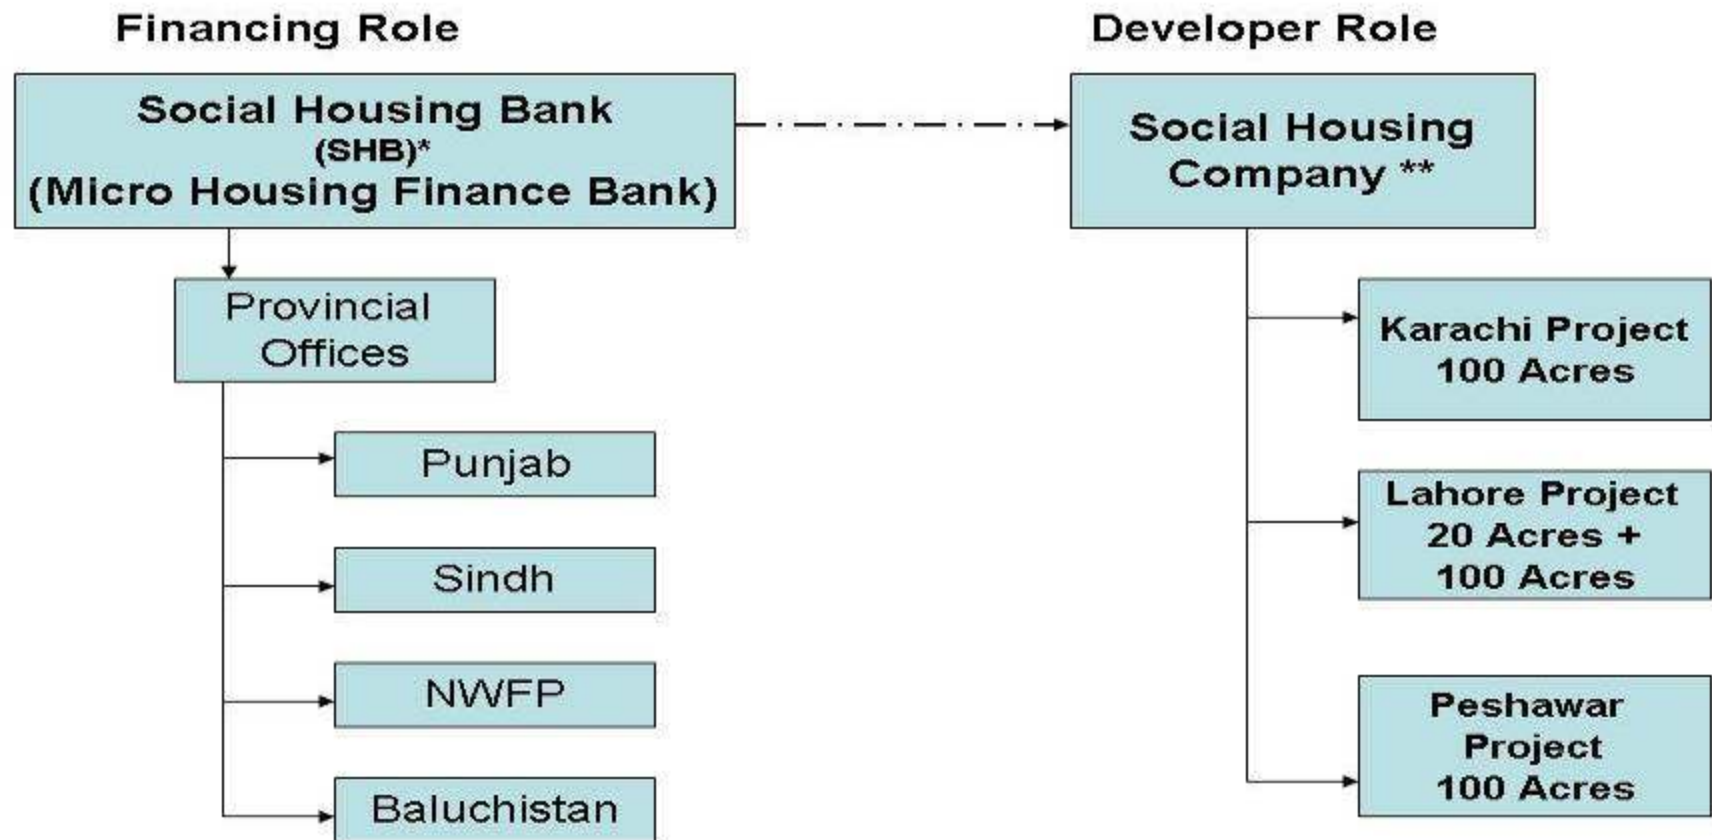 Financing Role
Developer Role
Social Housing Bank
(SHB)*
(Micro Housing Finance Bank)
Social Housing
Company **
Provincial
Offices
Punjab
Sindh
NWFP
Baluchistan
Karachi Project
100 Acres
Lahore Project
20 Acres +
100 Acres
Peshawar
Project
100 Acres